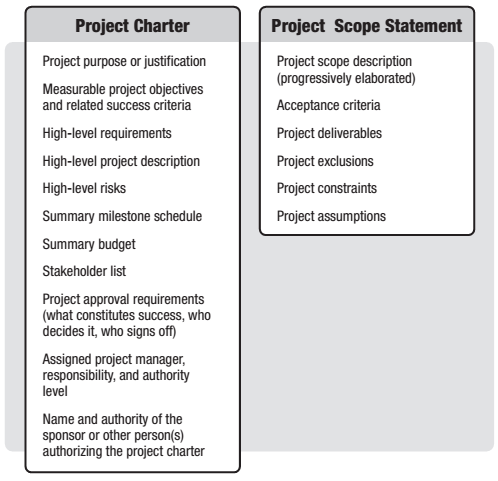 Project Charter
Project purpose or justification
Measurable project objectives
and related success criteria
High-level requirements
High-level project description
High-level risks
Summary milestone schedule
Summary budget
Stakeholder list
Project approval requirements
(what constitutes success, who
decides it, who signs off)
Assigned project manager,
responsibility, and authority
level
Name and authority of the
sponsor or other person(s)
authorizing the project charter
Project Scope Statement
Project scope description
(progressively elaborated)
Acceptance criteria
Project deliverables
Project exclusions
Project constraints
Project assumptions